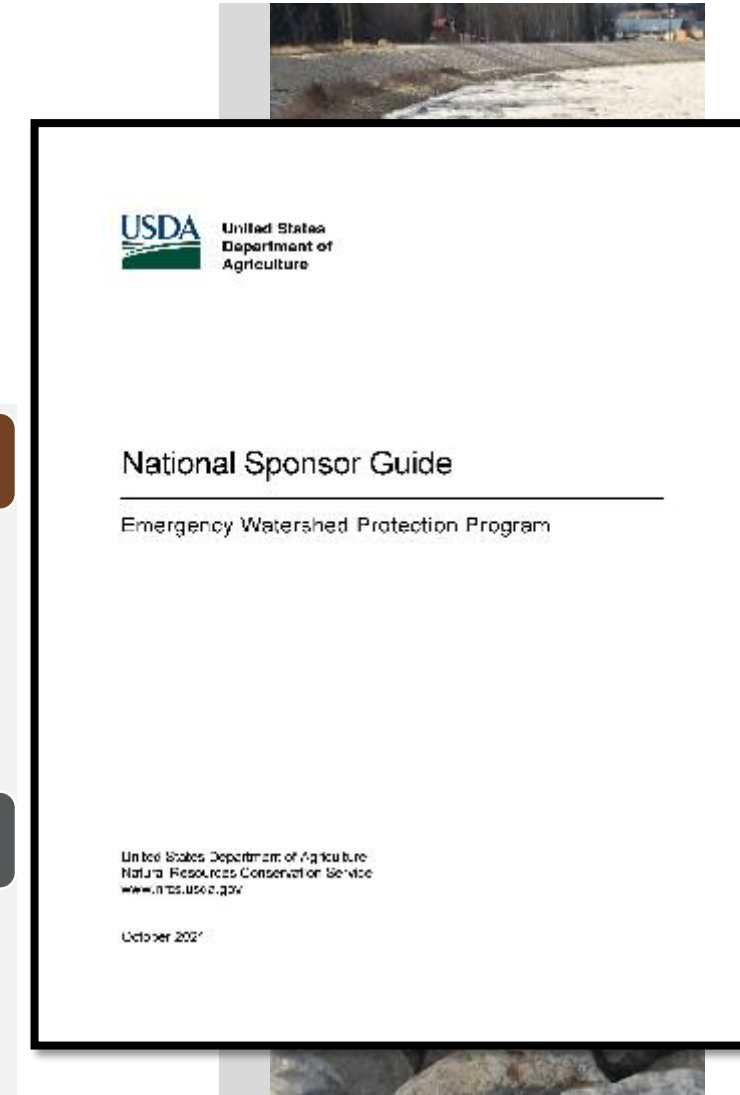 USDA
United States
Department of
Agriculture
National Sponsor Guide
Emergency Watershed Protection Program
United States Department of Agriculture
Natural Resources Conservation Service
www.nrcs.usda.gov
October 2021